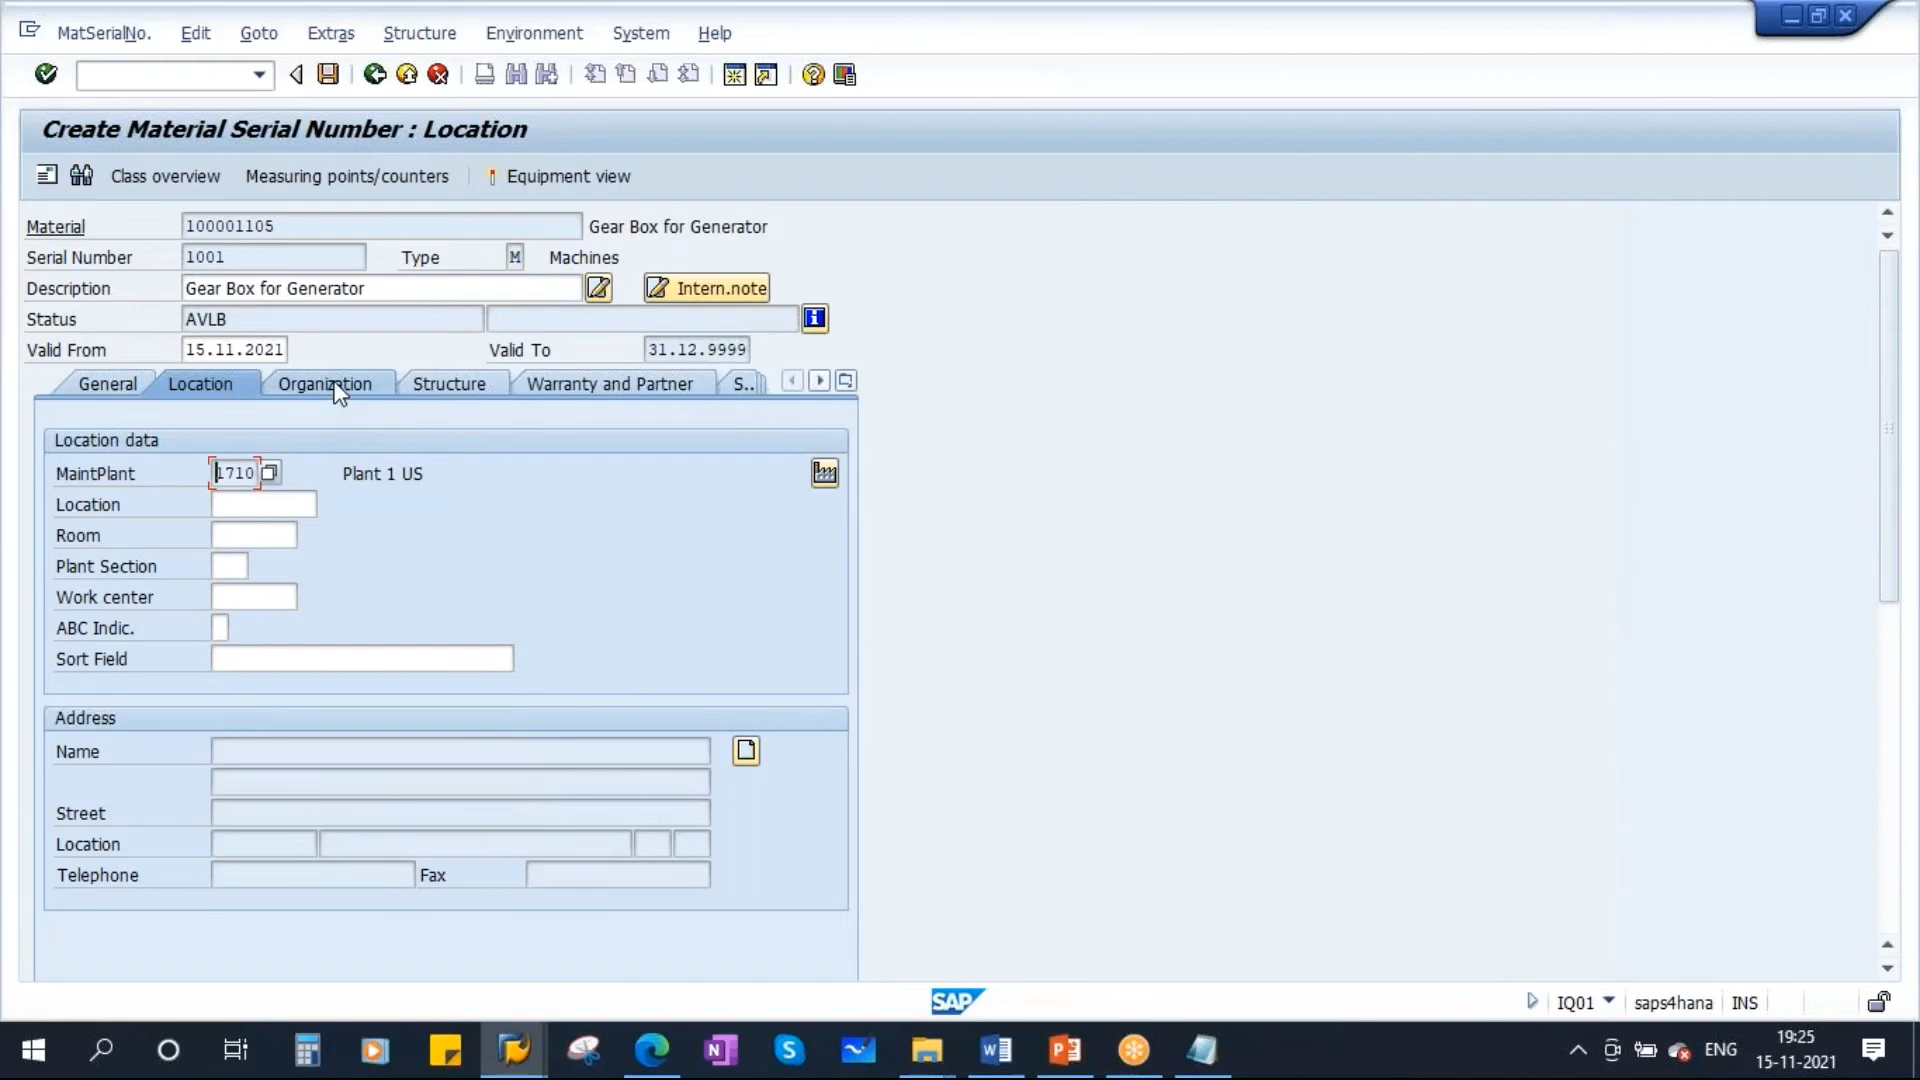 MatSerialNo. Edit Goto Extras Structure Environment System Help
Create Material Serial Number : Location
Class overview Measuring points/counters Equipment view
Material 100001105 Gear Box for Generator
Serial Number 1001 Type M Machines
Description Gear Box for Generator Intern.note
Status AVLB
Valid From 15.11.2021 Valid To 31.12.9999
General Location Organization Structure Warranty and Partner S..
Location data
MaintPlant 1710 Plant 1 US
Location
Room
Plant Section
Work center
ABC Indic.
Sort Field
Address
Name
Street
Location
Telephone Fax
SAP IQ01 saps4hana INS
ENG 19:25
15-11-2021